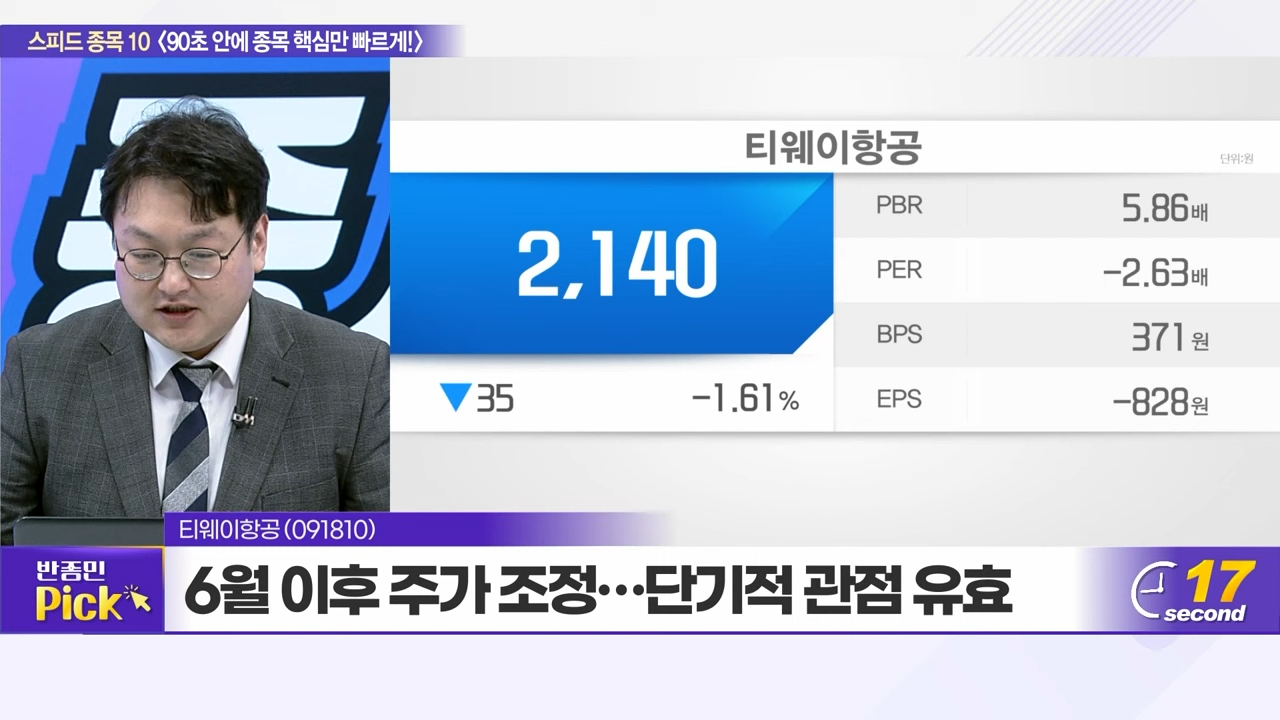 스피드 종목 10 <90초 안에 종목 핵심만 빠르게!>
티웨이항공
단위:원
2,140
▼35 -1.61%
PBR 5.86배
PER -2.63배
BPS 371원
EPS -828원
티웨이항공(091810)
반종민
Pick
6월 이후 주가 조정…단기적 관점 유효
17
second